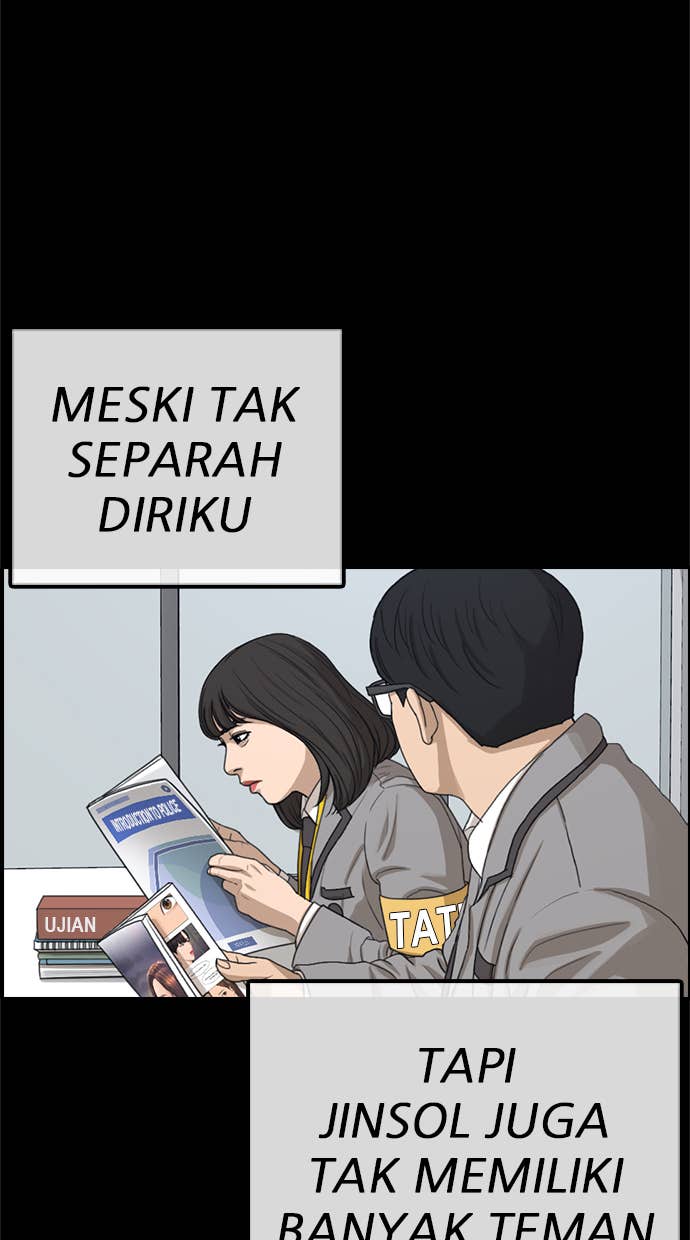 MESKI TAK
SEPARAH
DIRIKU
INTRODUCTION TO POLICE
UJIAN
TAT
TAPI
JINSOL JUGA
TAK MEMILIKI
BANYAK TEMAN